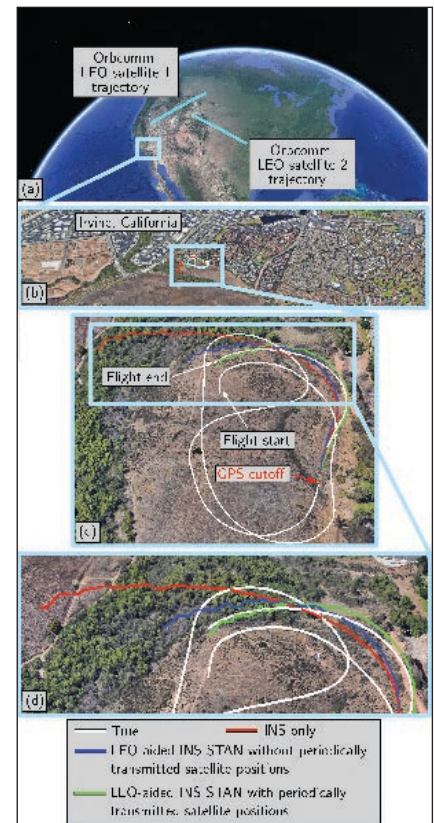 Orbcomm
LEO satellite 1
trajectory
Orbcomm
LEO satellite 2
trajectory
(a)
Irvine, California
(b)
Flight end
Flight start
GPS cutoff
(c)
(d)
True
INS only
LEO-aided INS STAN without periodically
transmitted satellite positions
LEO-aided INS STAN with periodically
transmitted satellite positions